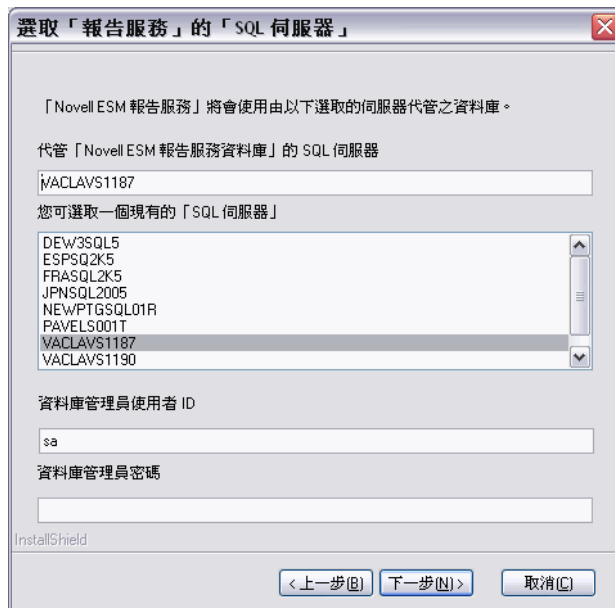 選取「報告服務」的「SQL 伺服器」
「Novell ESM 報告服務」將會使用由以下選取的伺服器代管之資料庫。
代管「Novell ESM 報告服務資料庫」的 SQL 伺服器
VACLAVS1187
您可選取一個現有的「SQL 伺服器」
DEW3SQL5
ESPSQ2K5
FRASQL2K5
JPNSQL2005
NEWPTGSQL01R
PAVELS001T
VACLAVS1187
VACLAVS1190
資料庫管理員使用者 ID
sa
資料庫管理員密碼
InstallShield
<上一步(B) 下一步(N)> 取消(C)